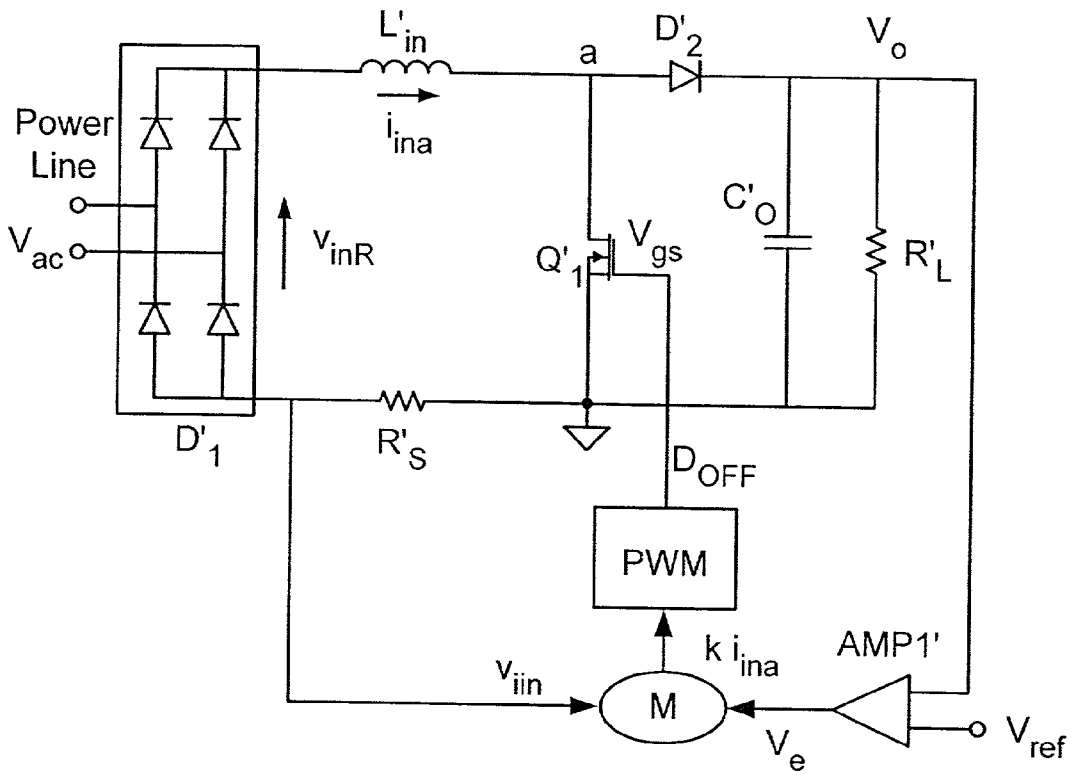 L'in
a
D'2
Vo
iina
Power
Line
Vac
vinR
Q'1
Vgs
C'O
R'L
D'1
R'S
DOFF
PWM
k iina
AMP1'
viin
M
Ve
Vref